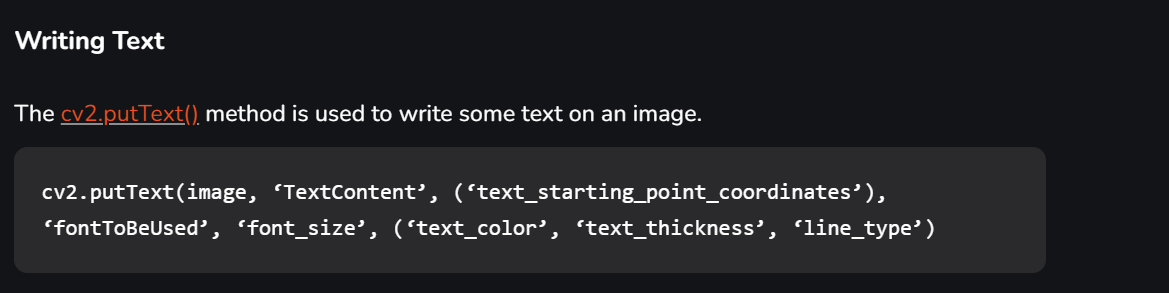 Writing Text
The cv2.putText() method is used to write some text on an image.
cv2.putText(image, ‘TextContent’, (‘text_starting_point_coordinates’),
‘fontToBeUsed’, ‘font_size’, (‘text_color’, ‘text_thickness’, ‘line_type’)